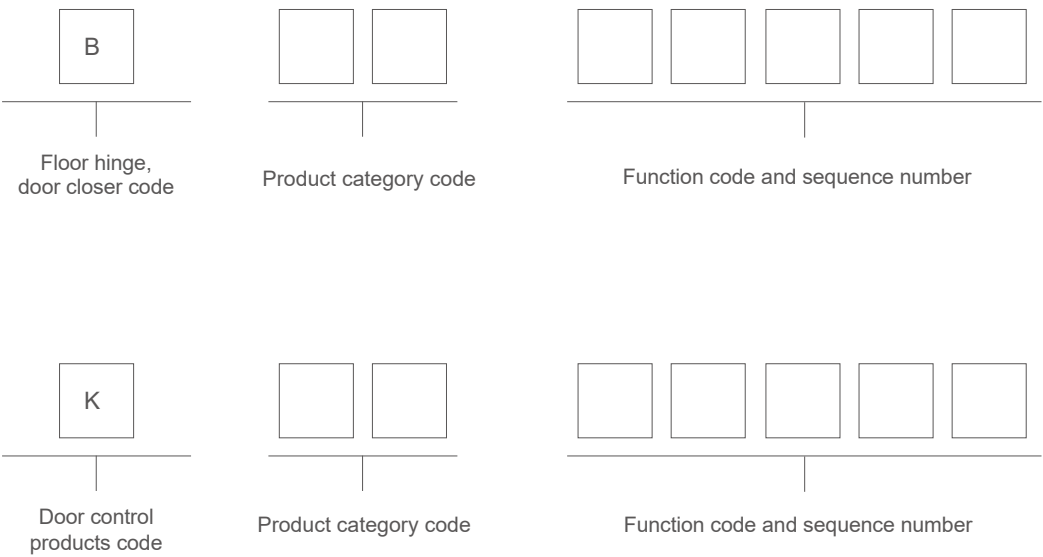 B
Floor hinge,
door closer code
Product category code
Function code and sequence number
K
Door control
products code
Product category code
Function code and sequence number